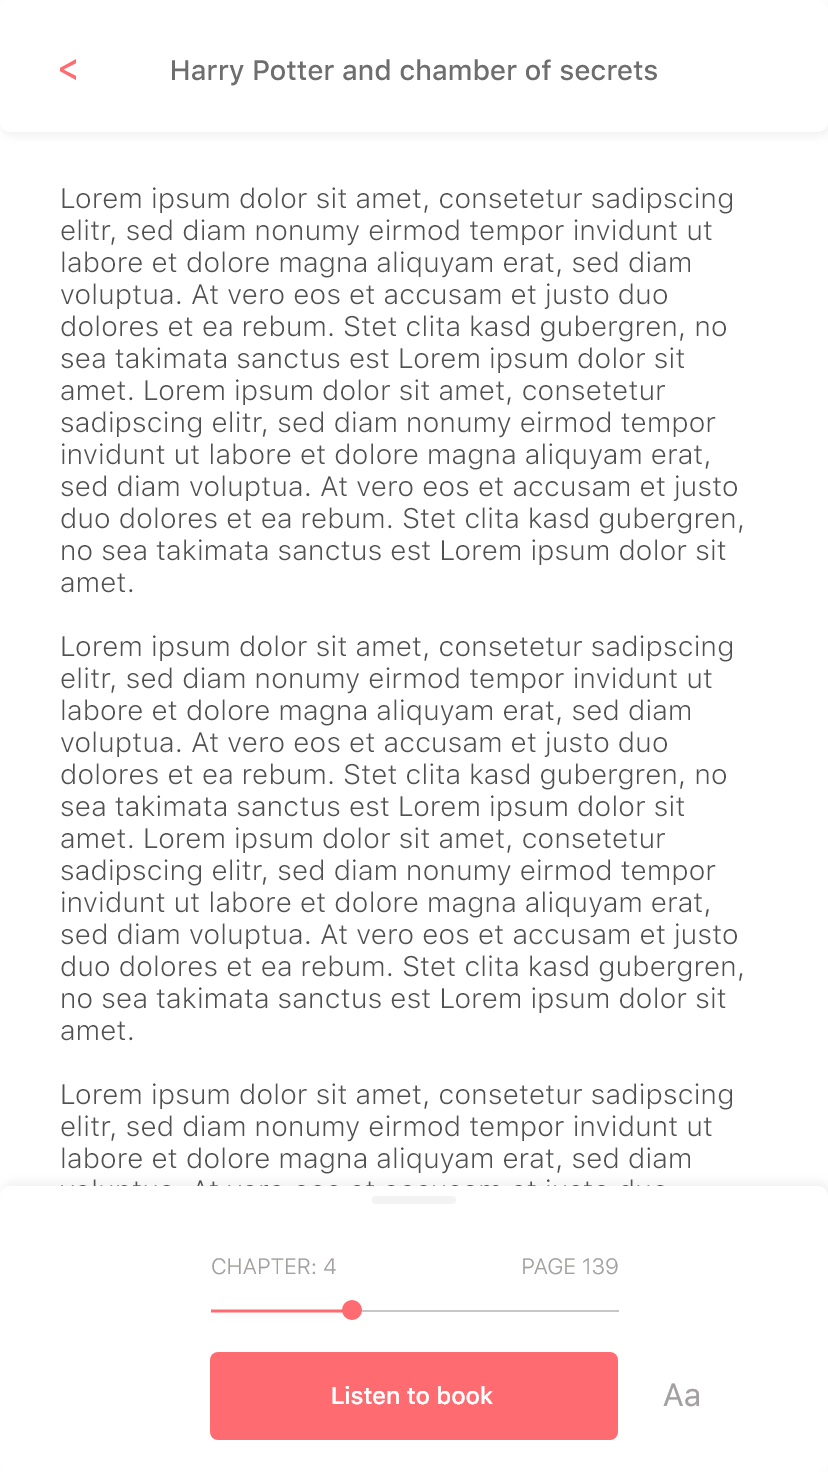 <
Harry Potter and chamber of secrets
Lorem ipsum dolor sit amet, consetetur sadipscing
elitr, sed diam nonumy eirmod tempor invidunt ut
labore et dolore magna aliquyam erat, sed diam
voluptua. At vero eos et accusam et justo duo
dolores et ea rebum. Stet clita kasd gubergren, no
sea takimata sanctus est Lorem ipsum dolor sit
amet. Lorem ipsum dolor sit amet, consetetur
sadipscing elitr, sed diam nonumy eirmod tempor
invidunt ut labore et dolore magna aliquyam erat,
sed diam voluptua. At vero eos et accusam et justo
duo dolores et ea rebum. Stet clita kasd gubergren,
no sea takimata sanctus est Lorem ipsum dolor sit
amet.
Lorem ipsum dolor sit amet, consetetur sadipscing
elitr, sed diam nonumy eirmod tempor invidunt ut
labore et dolore magna aliquyam erat, sed diam
voluptua. At vero eos et accusam et justo duo
dolores et ea rebum. Stet clita kasd gubergren, no
sea takimata sanctus est Lorem ipsum dolor sit
amet. Lorem ipsum dolor sit amet, consetetur
sadipscing elitr, sed diam nonumy eirmod tempor
invidunt ut labore et dolore magna aliquyam erat,
sed diam voluptua. At vero eos et accusam et justo
duo dolores et ea rebum. Stet clita kasd gubergren,
no sea takimata sanctus est Lorem ipsum dolor sit
amet.
Lorem ipsum dolor sit amet, consetetur sadipscing
elitr, sed diam nonumy eirmod tempor invidunt ut
labore et dolore magna aliquyam erat, sed diam
CHAPTER: 4
PAGE 139
Listen to book
Aa